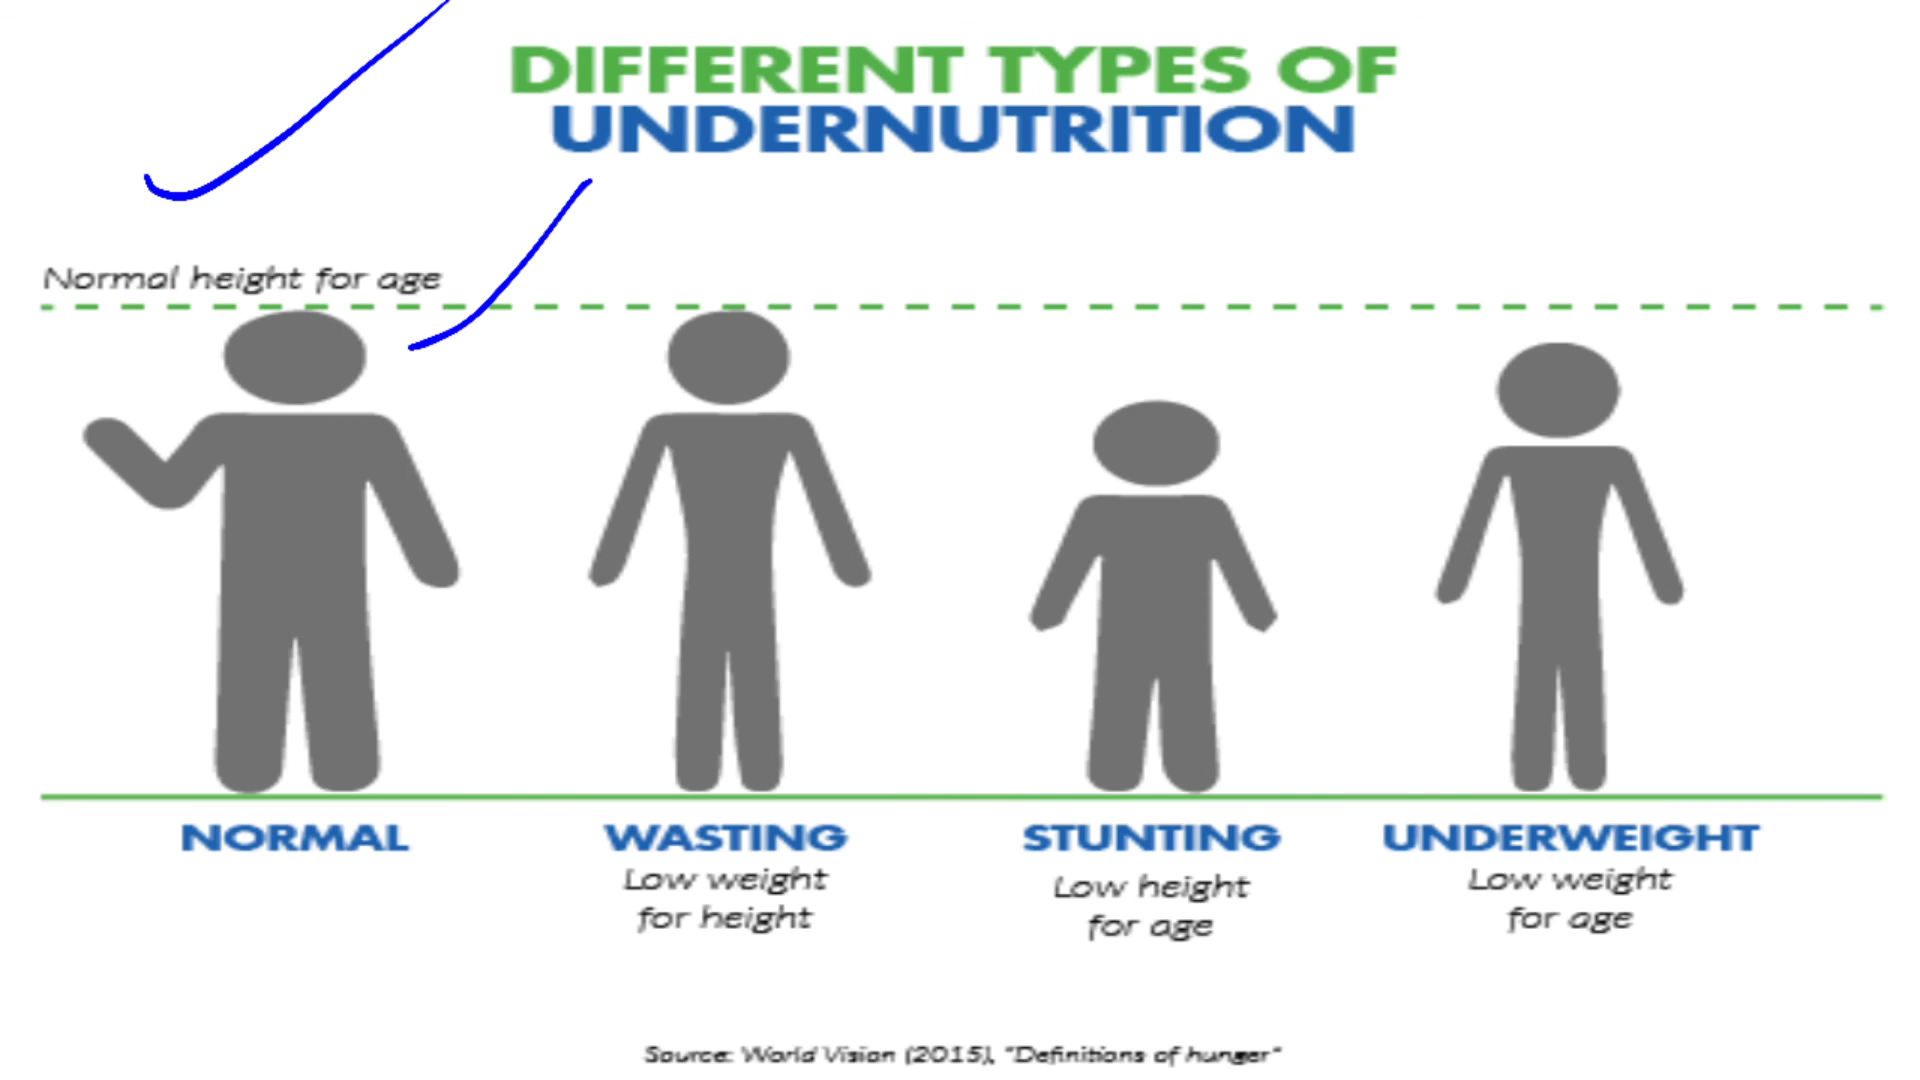 DIFFERENT TYPES OF
UNDERNUTRITION
Normal height for age
NORMAL
WASTING
Low weight
for height
STUNTING
Low height
for age
UNDERWEIGHT
Low weight
for age
Source: World Vision (2015), "Definitions of hunger"